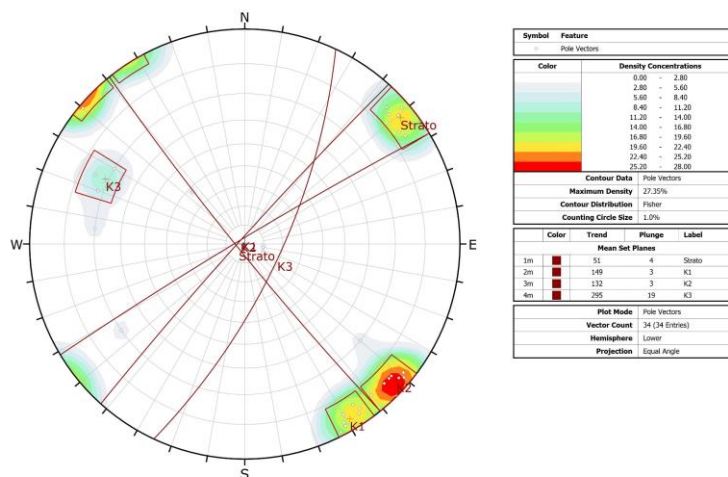 N
W
E
S
Strato
K3
K2
Strato
K3
K2
K1
Symbol Feature
Pole Vectors
Color Density Concentrations
0.00 - 2.80
2.80 - 5.60
5.60 - 8.40
8.40 - 11.20
11.20 - 14.00
14.00 - 16.80
16.80 - 19.60
19.60 - 22.40
22.40 - 25.20
25.20 - 28.00
Contour Data Pole Vectors
Maximum Density 27.35%
Contour Distribution Fisher
Counting Circle Size 1.0%
Color Trend Plunge Label
Mean Set Planes
1m 51 4 Strato
2m 149 3 K1
3m 132 3 K2
4m 295 19 K3
Plot Mode Pole Vectors
Vector Count 34 (34 Entries)
Hemisphere Lower
Projection Equal Angle